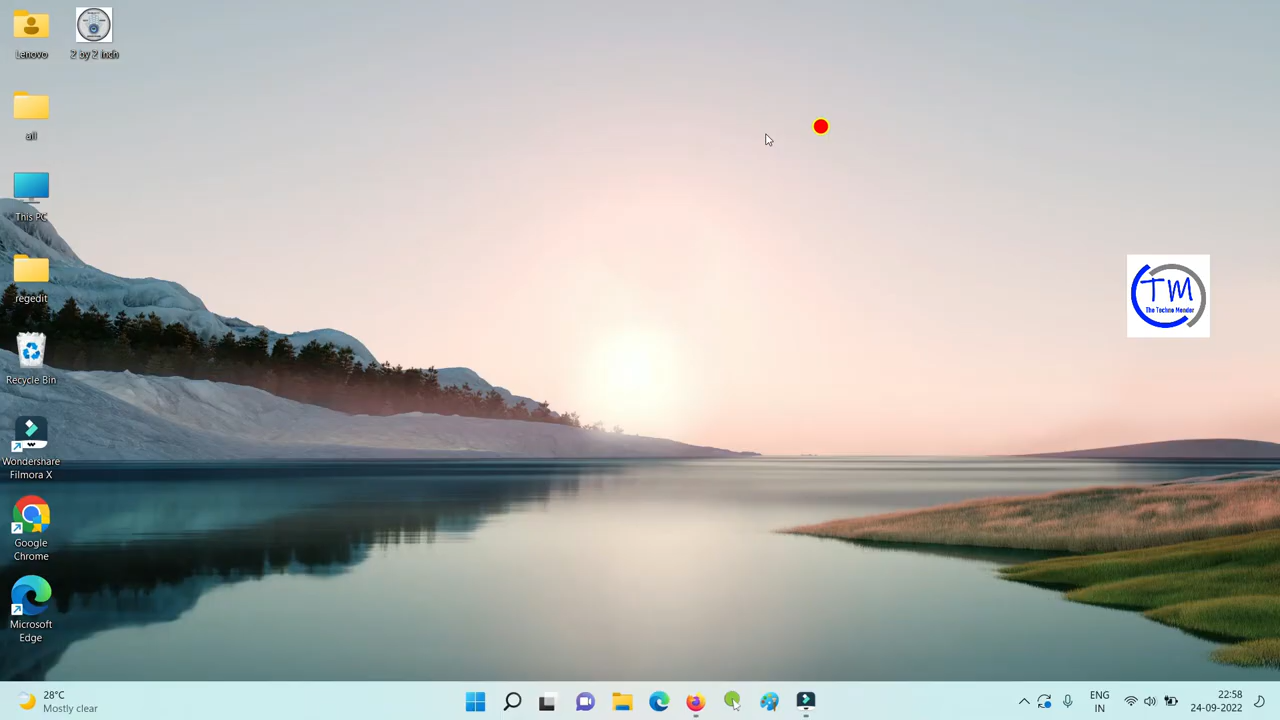 Lenovo
2 by 2 inch
all
This PC
regedit
Recycle Bin
Wondershare
Filmora X
Google
Chrome
Microsoft
Edge
TM
The Techno Mender
28°C
Mostly clear
ENG
IN
22:58
24-09-2022